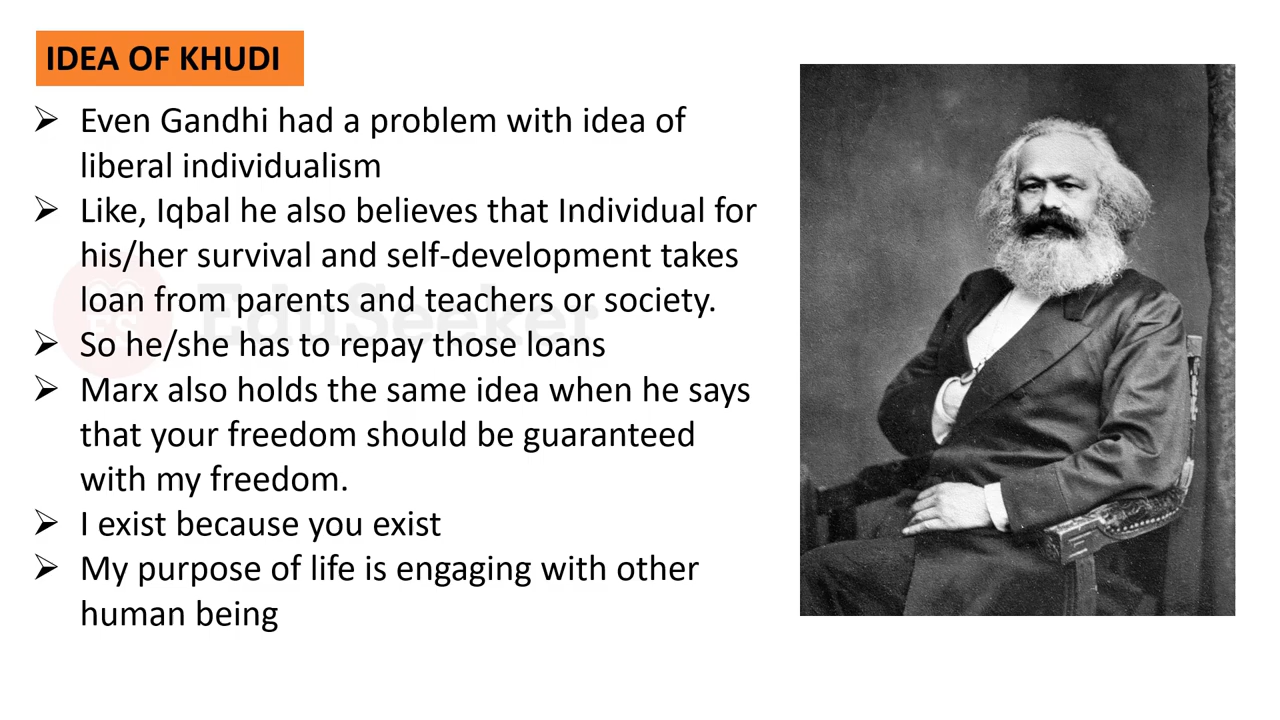 IDEA OF KHUDI
➢ Even Gandhi had a problem with idea of
liberal individualism
➢ Like, Iqbal he also believes that Individual for
his/her survival and self-development takes
loan from parents and teachers or society.
➢ So he/she has to repay those loans
➢ Marx also holds the same idea when he says
that your freedom should be guaranteed
with my freedom.
➢ I exist because you exist
➢ My purpose of life is engaging with other
human being
ES EduSeeker